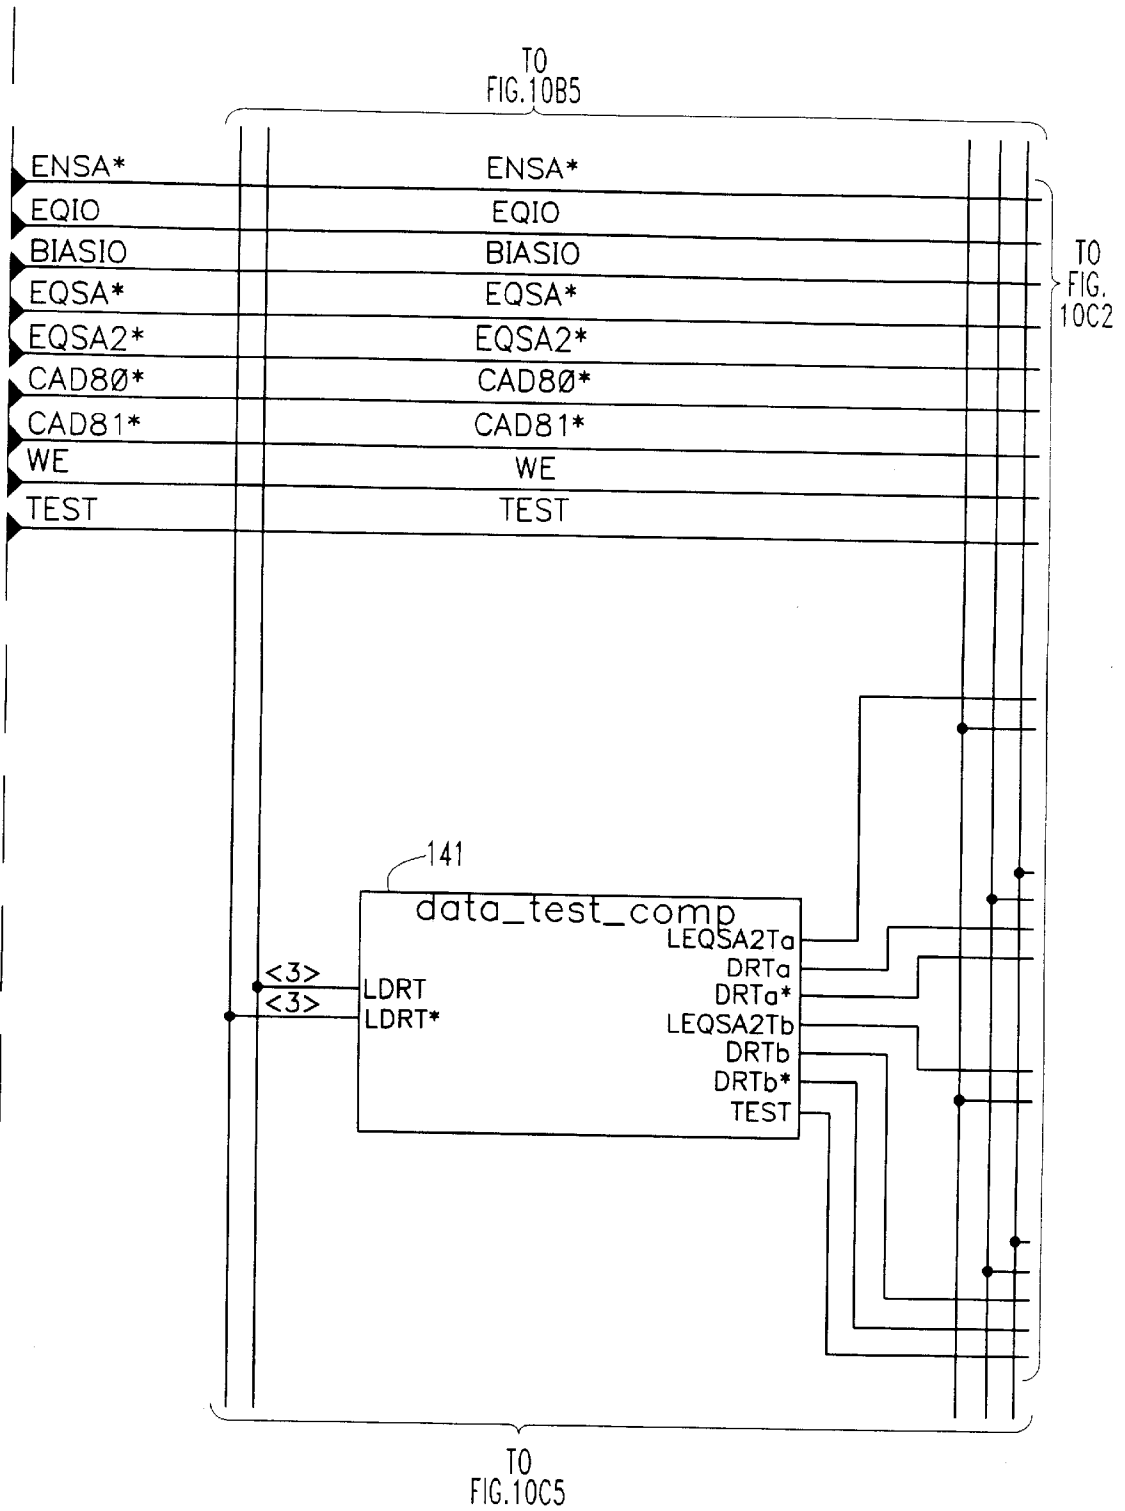 TO
FIG.10B5
ENSA* ENSA*
EQIO EQIO
BIASIO BIASIO
EQSA* EQSA*
EQSA2* EQSA2*
CAD8Ø* CAD8Ø*
CAD81* CAD81*
WE WE
TEST TEST
TO
FIG.
10C2
141
data_test_comp
LEQSA2Ta
DRTa
DRTa*
LEQSA2Tb
DRTb
DRTb*
TEST
<3>
LDRT
<3>
LDRT*
TO
FIG.10C5